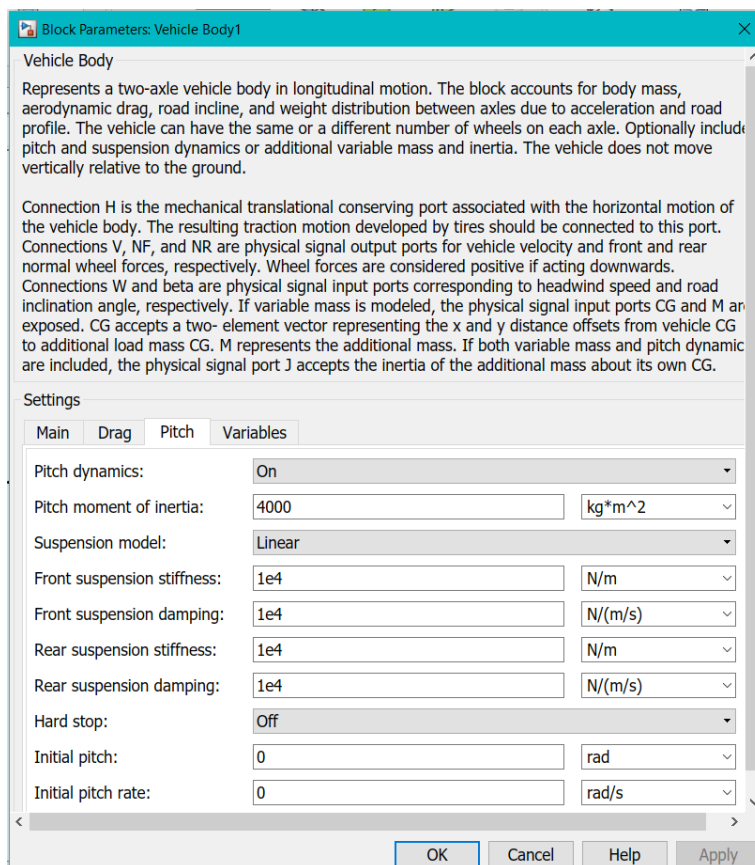 Block Parameters: Vehicle Body1
Vehicle Body
Represents a two-axle vehicle body in longitudinal motion. The block accounts for body mass,
aerodynamic drag, road incline, and weight distribution between axles due to acceleration and road
profile. The vehicle can have the same or a different number of wheels on each axle. Optionally include
pitch and suspension dynamics or additional variable mass and inertia. The vehicle does not move
vertically relative to the ground.
Connection H is the mechanical translational conserving port associated with the horizontal motion of
the vehicle body. The resulting traction motion developed by tires should be connected to this port.
Connections V, NF, and NR are physical signal output ports for vehicle velocity and front and rear
normal wheel forces, respectively. Wheel forces are considered positive if acting downwards.
Connections W and beta are physical signal input ports corresponding to headwind speed and road
inclination angle, respectively. If variable mass is modeled, the physical signal input ports CG and M are
exposed. CG accepts a two- element vector representing the x and y distance offsets from vehicle CG
to additional load mass CG. M represents the additional mass. If both variable mass and pitch dynamic
are included, the physical signal port J accepts the inertia of the additional mass about its own CG.
Settings
Main Drag Pitch Variables
Pitch dynamics: On
Pitch moment of inertia: 4000 kg*m^2
Suspension model: Linear
Front suspension stiffness: 1e4 N/m
Front suspension damping: 1e4 N/(m/s)
Rear suspension stiffness: 1e4 N/m
Rear suspension damping: 1e4 N/(m/s)
Hard stop: Off
Initial pitch: 0 rad
Initial pitch rate: 0 rad/s
OK Cancel Help Apply